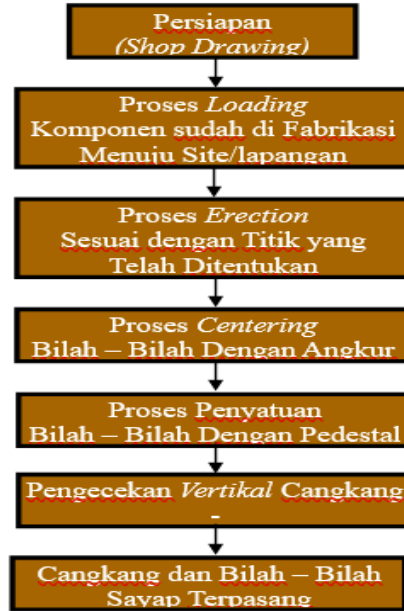 Persiapan
(Shop Drawing)
Proses Loading
Komponen sudah di Fabrikasi
Menuju Site/lapangan
Proses Erection
Sesuai dengan Titik yang
Telah Ditentukan
Proses Centering
Bilah – Bilah Dengan Angkur
Proses Penyatuan
Bilah – Bilah Dengan Pedestal
Pengecekan Vertikal Cangkang
-
Cangkang dan Bilah – Bilah
Sayap Terpasang